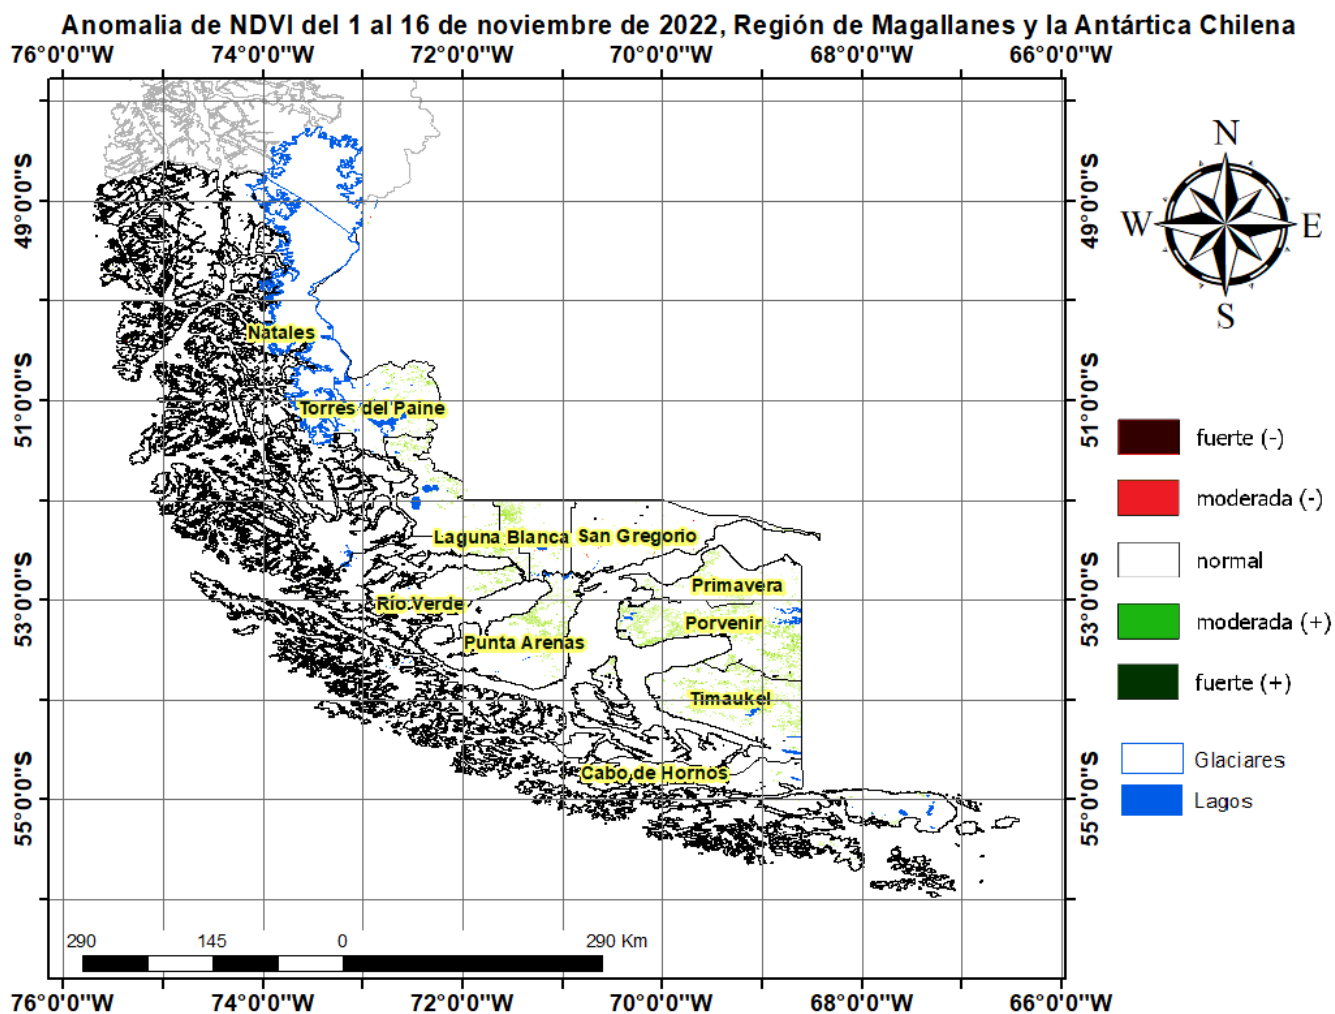 Anomalia de NDVI del 1 al 16 de noviembre de 2022, Región de Magallanes y la Antártica Chilena
76°0'0"W 74°0'0"W 72°0'0"W 70°0'0"W 68°0'0"W 66°0'0"W
N
W E
S
49°0'0"S 49°0'0"S
Natales
51°0'0"S 51°0'0"S
Torres del Paine
fuerte (-)
moderada (-)
Laguna Blanca San Gregorio
normal
53°0'0"S 53°0'0"S
Primavera
Río Verde
Porvenir
moderada (+)
Punta Arenas
fuerte (+)
Timaukel
55°0'0"S 55°0'0"S
Cabo de Hornos
Glaciares
Lagos
290 145 0 290 Km
76°0'0"W 74°0'0"W 72°0'0"W 70°0'0"W 68°0'0"W 66°0'0"W